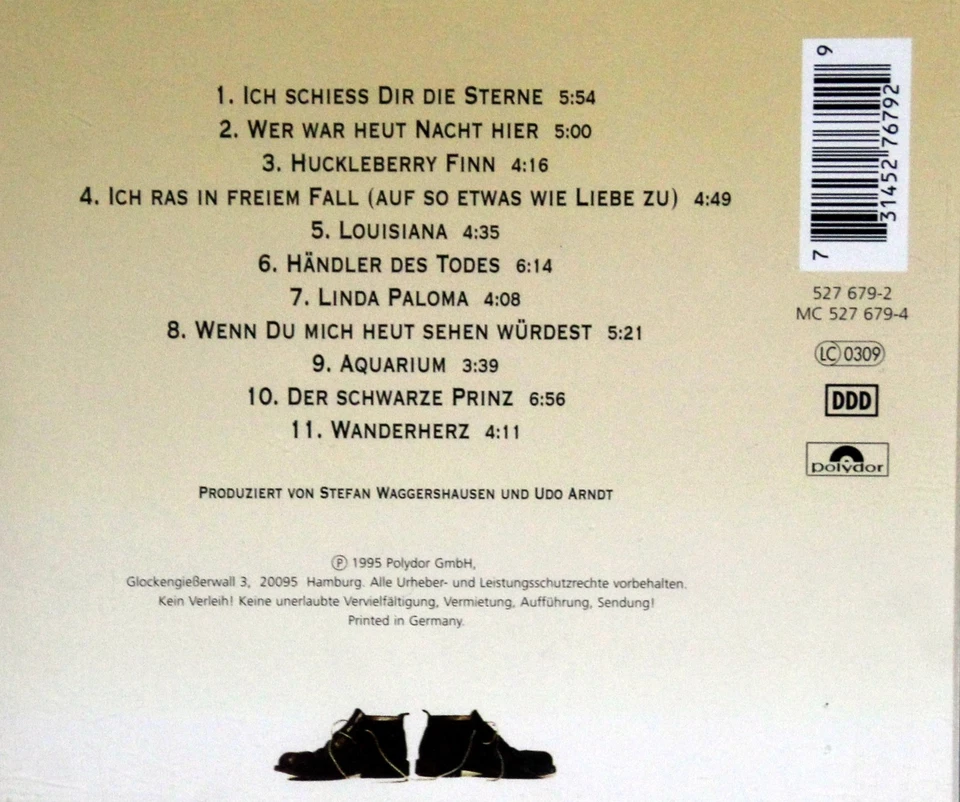 1. ICH SCHIESS DIR DIE STERNE 5:54
2. WER WAR HEUT NACHT HIER 5:00
3. HUCKLEBERRY FINN 4:16
4. ICH RAS IN FREIEM FALL (AUF SO ETWAS WIE LIEBE ZU) 4:49
5. LOUISIANA 4:35
6. HÄNDLER DES TODES 6:14
7. LINDA PALOMA 4:08
8. WENN DU MICH HEUT SEHEN WÜRDEST 5:21
9. AQUARIUM 3:39
10. DER SCHWARZE PRINZ 6:56
11. WANDERHERZ 4:11
PRODUZIERT VON STEFAN WAGGERSHAUSEN UND UDO ARNDT
Ⓟ 1995 Polydor GmbH,
Glockengießerwall 3, 20095 Hamburg. Alle Urheber- und Leistungsschutzrechte vorbehalten.
Kein Verleih! Keine unerlaubte Vervielfältigung, Vermietung, Aufführung, Sendung!
Printed in Germany.
7 31452 76792 9
527 679-2
MC 527 679-4
LC 0309
DDD
polydor